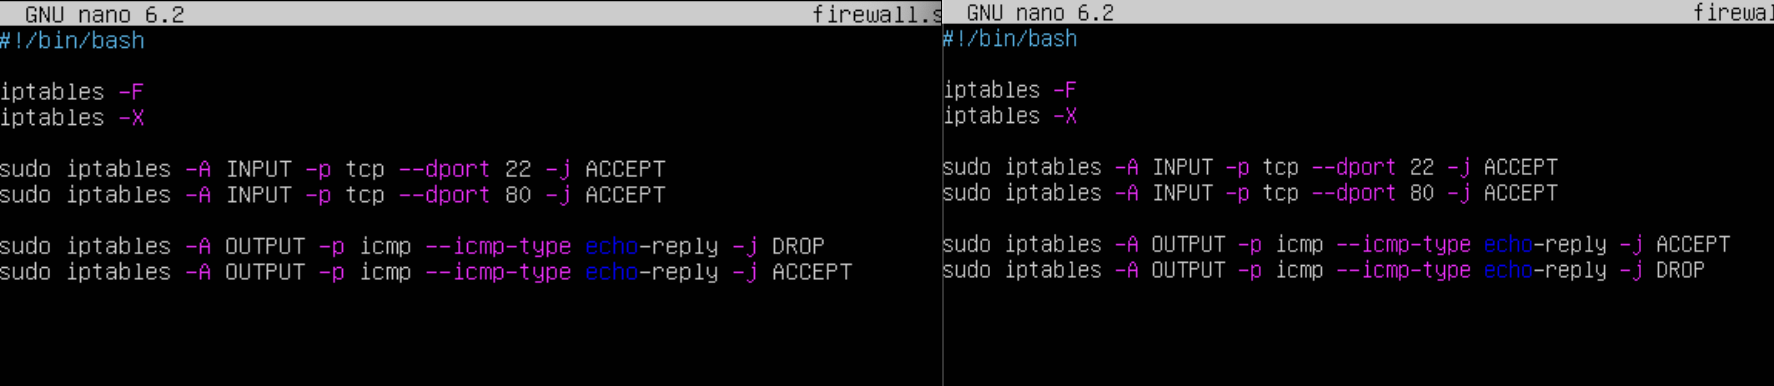 GNU nano 6.2 firewall.s
#!/bin/bash
iptables -F
iptables -X
sudo iptables -A INPUT -p tcp --dport 22 -j ACCEPT
sudo iptables -A INPUT -p tcp --dport 80 -j ACCEPT
sudo iptables -A OUTPUT -p icmp --icmp-type echo-reply -j DROP
sudo iptables -A OUTPUT -p icmp --icmp-type echo-reply -j ACCEPT
GNU nano 6.2 firewal
#!/bin/bash
iptables -F
iptables -X
sudo iptables -A INPUT -p tcp --dport 22 -j ACCEPT
sudo iptables -A INPUT -p tcp --dport 80 -j ACCEPT
sudo iptables -A OUTPUT -p icmp --icmp-type echo-reply -j ACCEPT
sudo iptables -A OUTPUT -p icmp --icmp-type echo-reply -j DROP